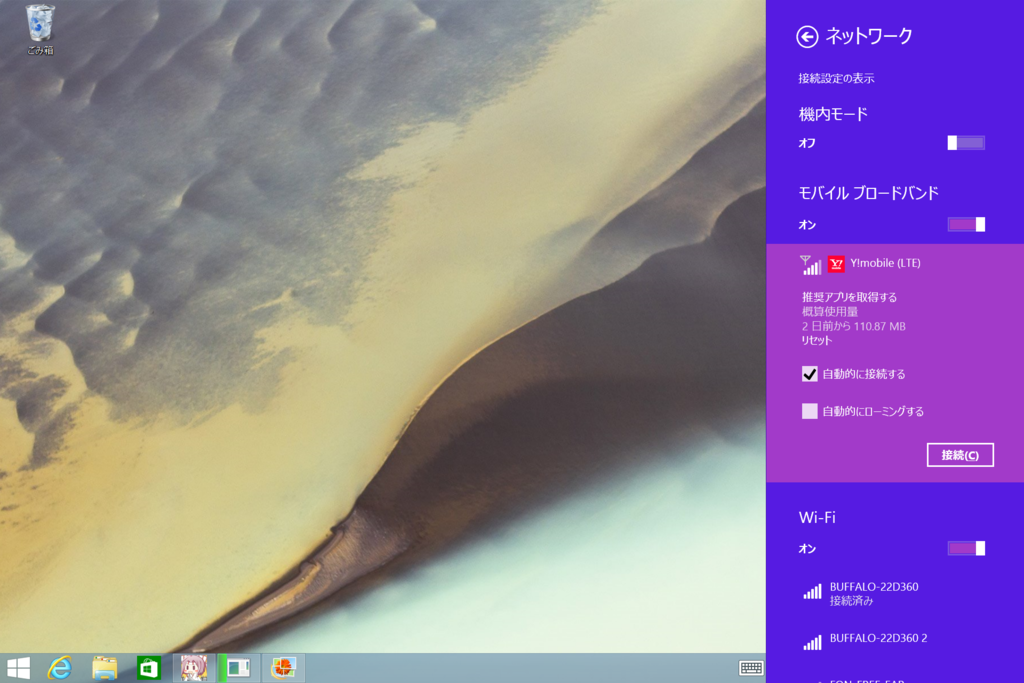 ごみ箱
ネットワーク
接続設定の表示
機内モード
オフ
モバイル ブロードバンド
オン
Y! Y!mobile (LTE)
推奨アプリを取得する
概算使用量
2 日前から 110.87 MB
リセット
自動的に接続する
自動的にローミングする
接続(C)
Wi-Fi
オン
BUFFALO-22D360
接続済み
BUFFALO-22D360 2